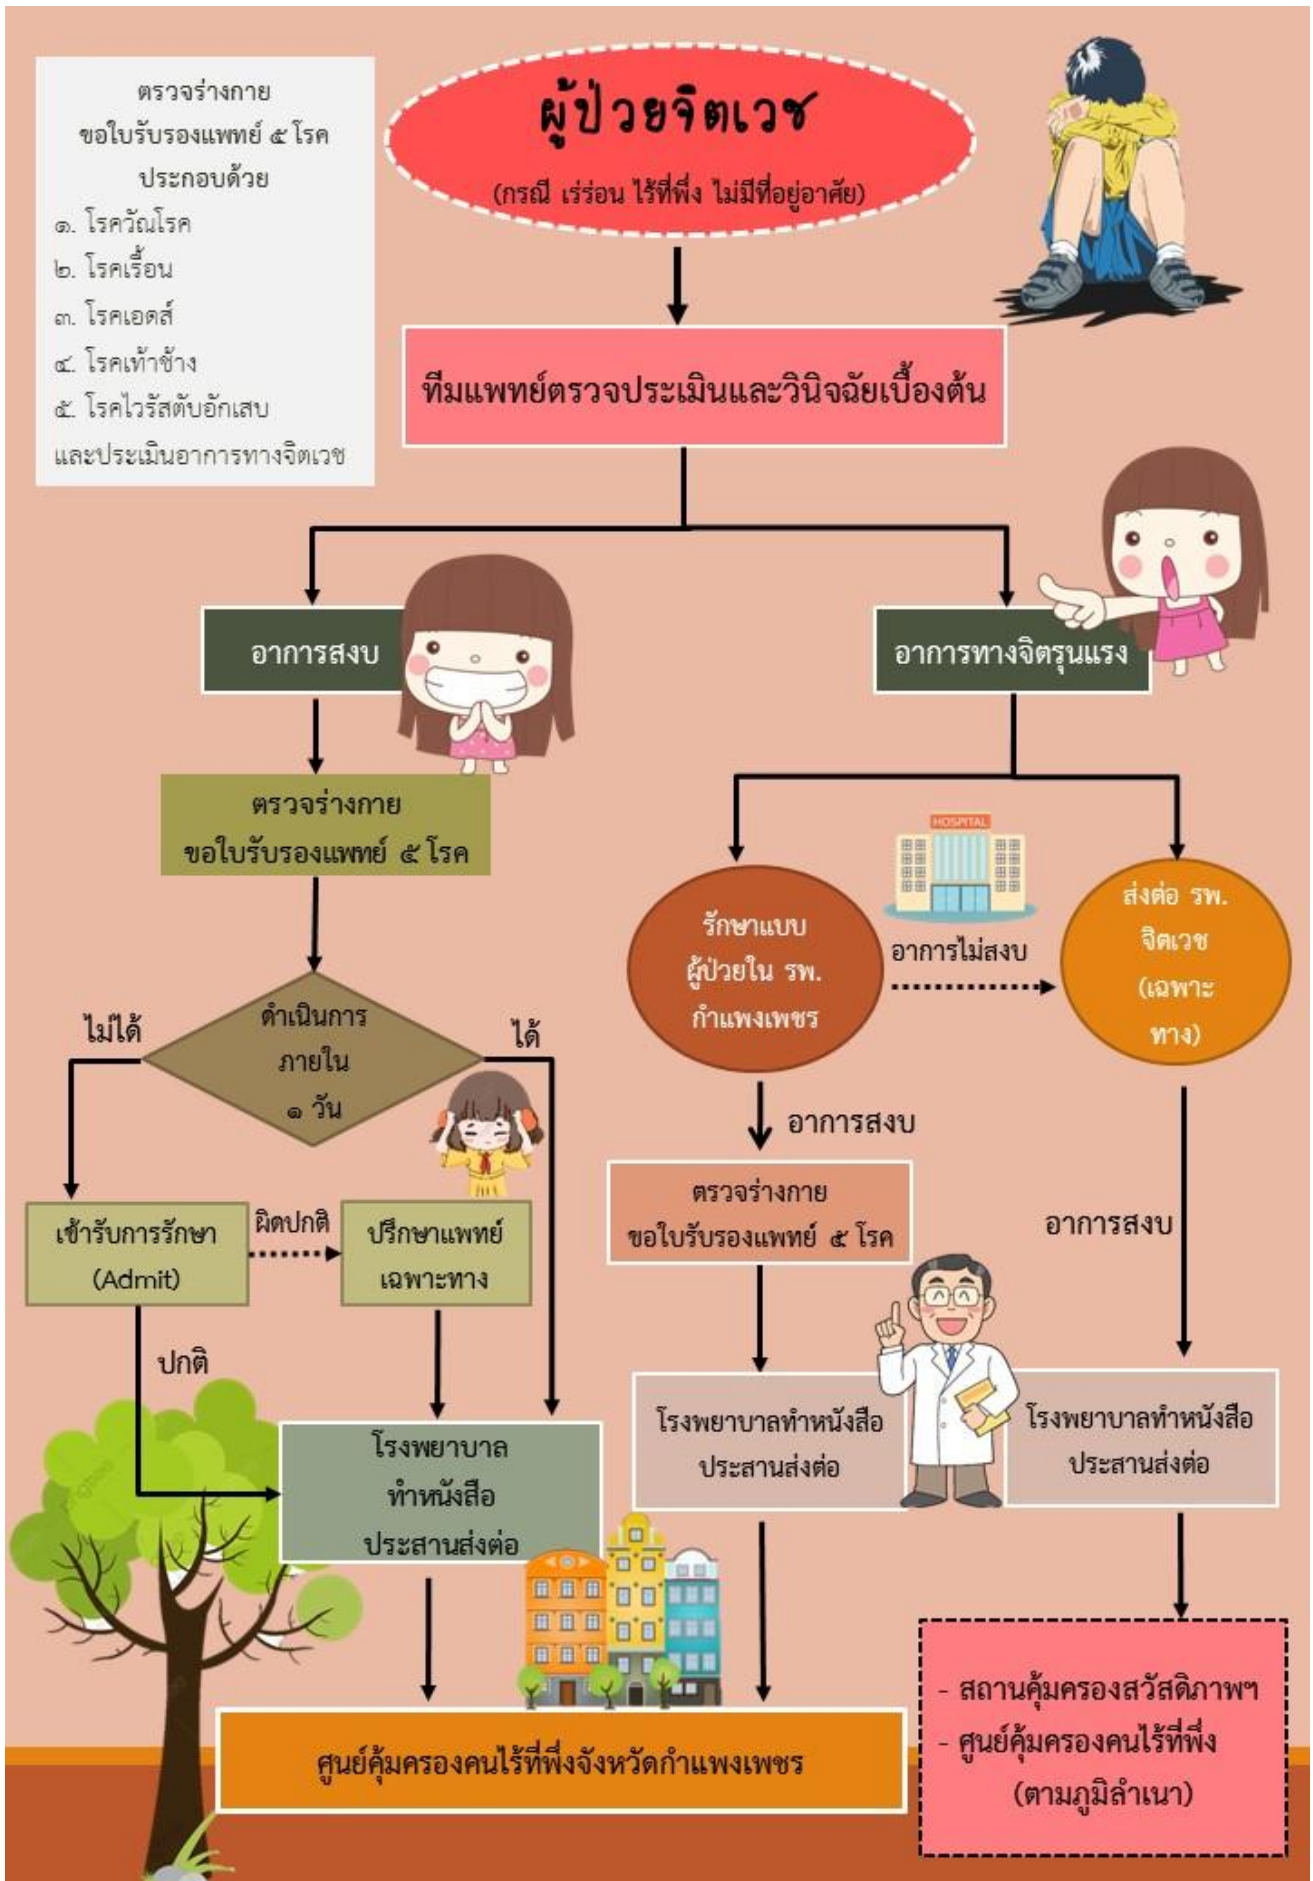 ตรวจร่างกาย
ขอใบรับรองแพทย์ ๕ โรค
ประกอบด้วย
๑. โรควัณโรค
๒. โรคเรื้อน
๓. โรคเอดส์
๔. โรคเท้าช้าง
๕. โรคไวรัสตับอักเสบ
และประเมินอาการทางจิตเวช
ผู้ป่วยจิตเวช
(กรณี เร่ร่อน ไร้ที่พึ่ง ไม่มีที่อยู่อาศัย)
ทีมแพทย์ตรวจประเมินและวินิจฉัยเบื้องต้น
อาการสงบ
อาการทางจิตรุนแรง
ตรวจร่างกาย
ขอใบรับรองแพทย์ ๕ โรค
ดำเนินการ
ภายใน
๑ วัน
ไม่ได้
ได้
เข้ารับการรักษา
(Admit)
ผิดปกติ
ปรึกษาแพทย์
เฉพาะทาง
ปกติ
โรงพยาบาล
ทำหนังสือ
ประสานส่งต่อ
HOSPITAL
รักษาแบบ
ผู้ป่วยใน รพ.
กำแพงเพชร
อาการไม่สงบ
ส่งต่อ รพ.
จิตเวช
(เฉพาะ
ทาง)
อาการสงบ
ตรวจร่างกาย
ขอใบรับรองแพทย์ ๕ โรค
อาการสงบ
โรงพยาบาลทำหนังสือ
ประสานส่งต่อ
โรงพยาบาลทำหนังสือ
ประสานส่งต่อ
ศูนย์คุ้มครองคนไร้ที่พึ่งจังหวัดกำแพงเพชร
- สถานคุ้มครองสวัสดิภาพฯ
- ศูนย์คุ้มครองคนไร้ที่พึ่ง
(ตามภูมิลำเนา)